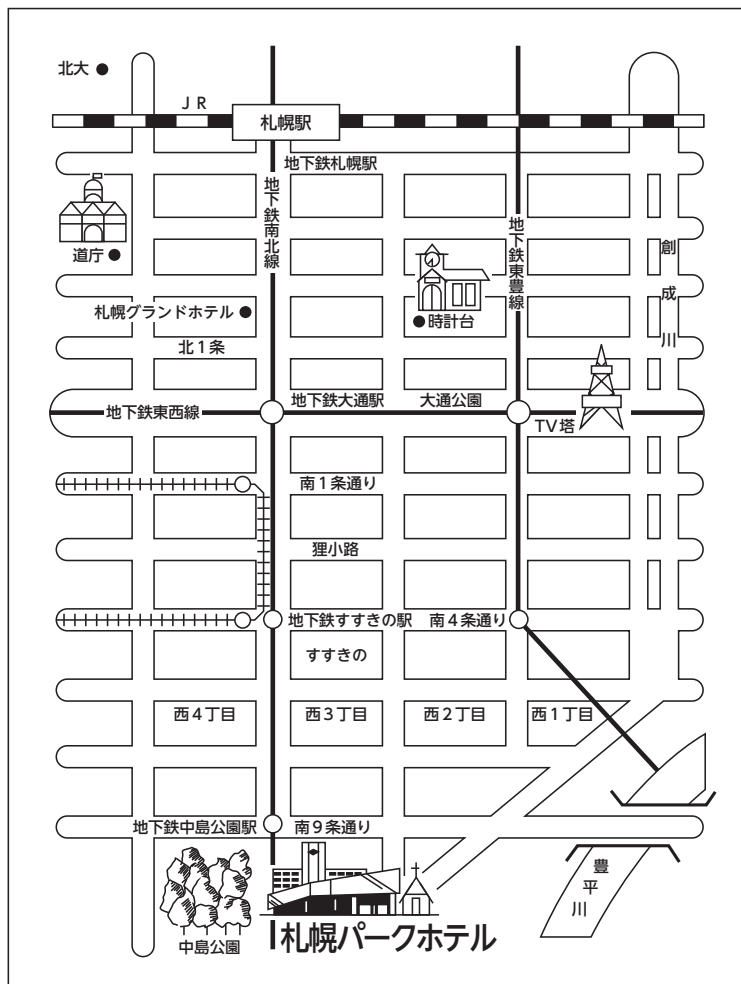 北大
JR
札幌駅
地下鉄札幌駅
地下鉄南北線
地下鉄東豊線
道庁
創成川
札幌グランドホテル
時計台
北1条
地下鉄東西線
地下鉄大通駅
大通公園
TV塔
南1条通り
狸小路
地下鉄すすきの駅
南4条通り
すすきの
西4丁目
西3丁目
西2丁目
西1丁目
地下鉄中島公園駅
南9条通り
豊平川
中島公園
札幌パークホテル